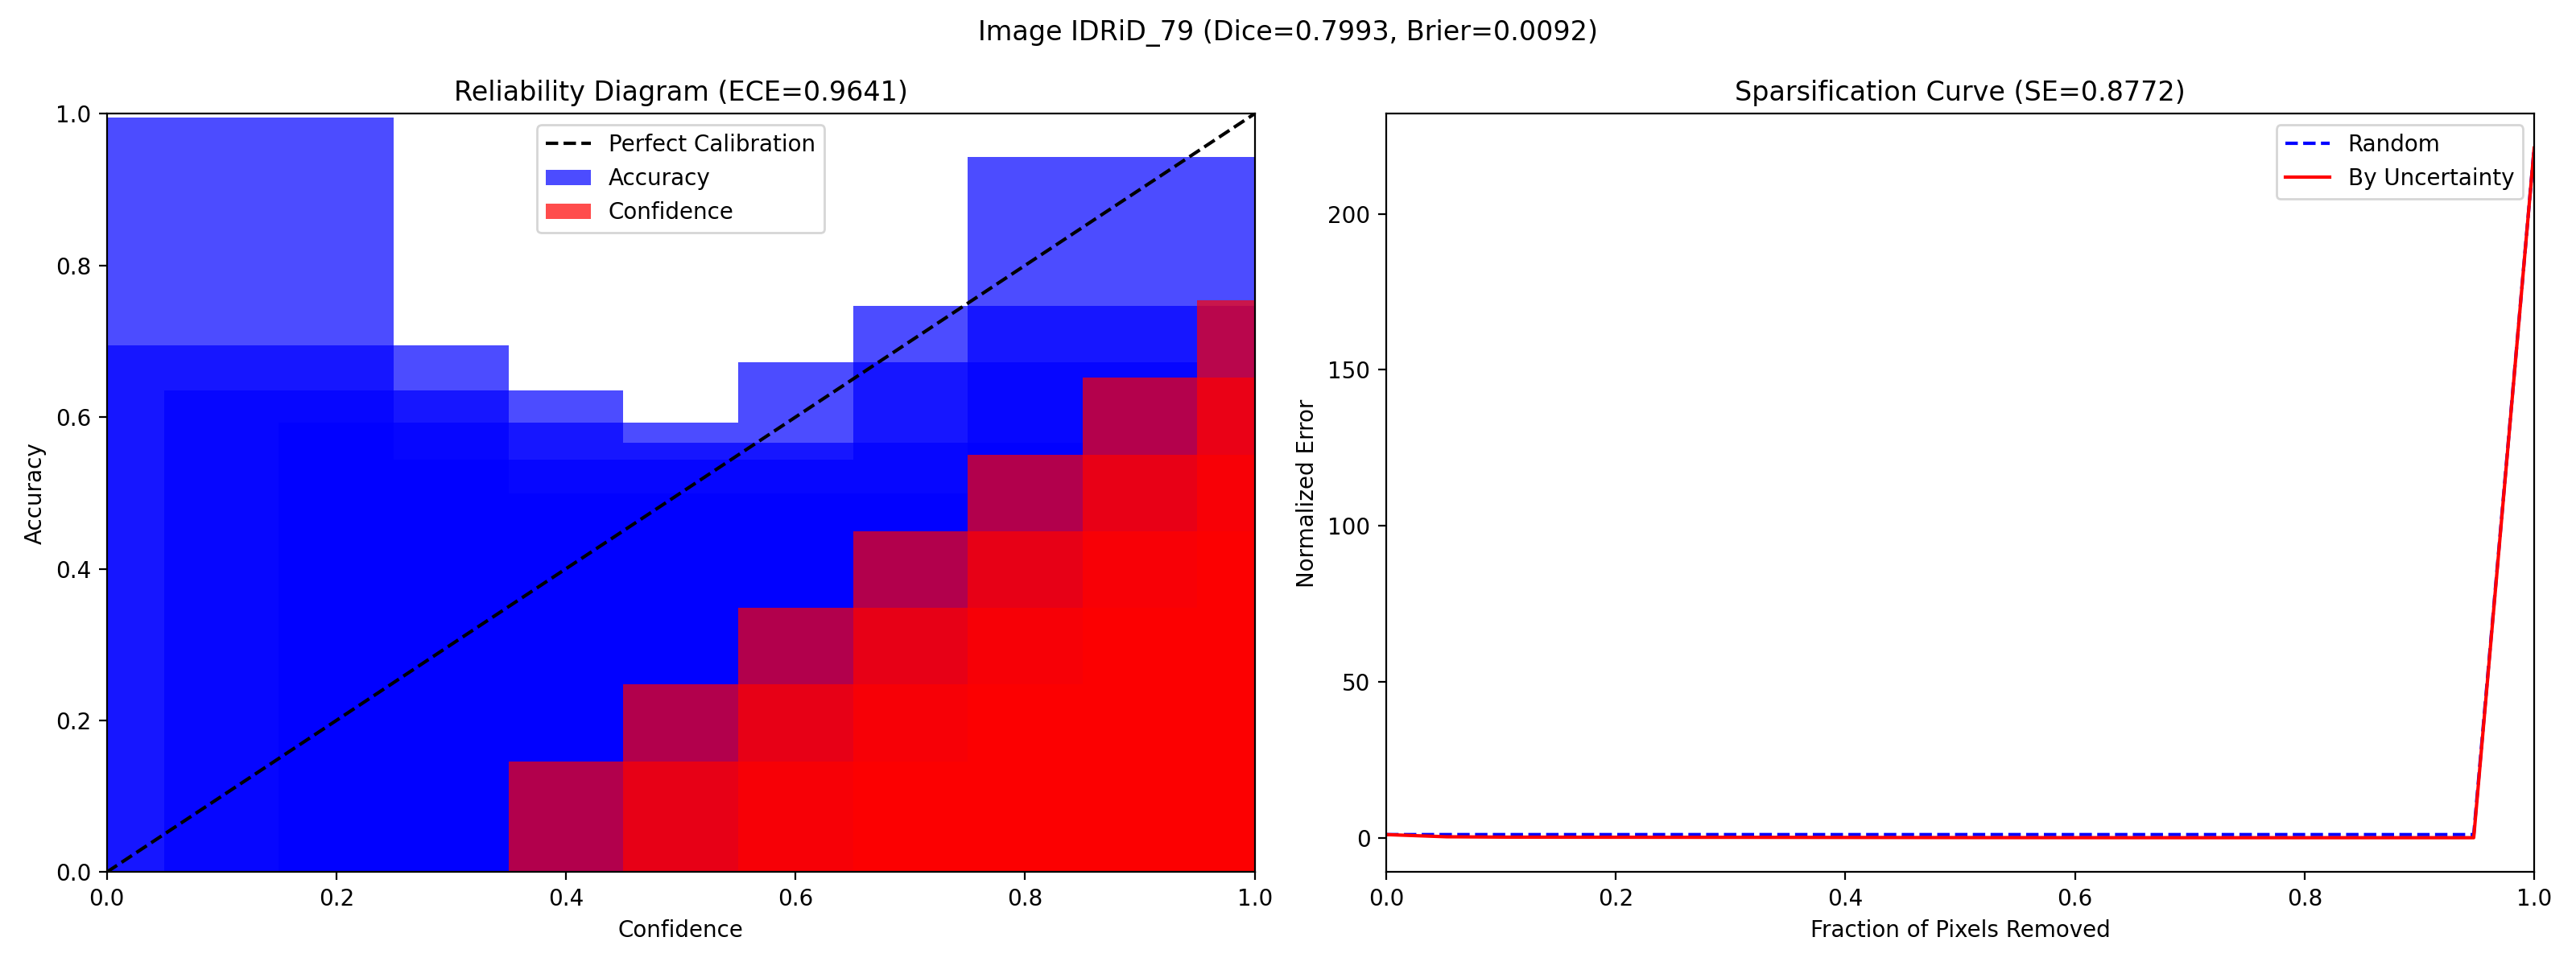 Image IDRiD_79 (Dice=0.7993, Brier=0.0092)
Reliability Diagram (ECE=0.9641)
Perfect Calibration
Accuracy
Confidence
1.0
0.8
0.6
0.4
0.2
0.0
Accuracy
0.0 0.2 0.4 0.6 0.8 1.0
Confidence
Sparsification Curve (SE=0.8772)
Random
By Uncertainty
200
150
100
50
0
Normalized Error
0.0 0.2 0.4 0.6 0.8 1.0
Fraction of Pixels Removed